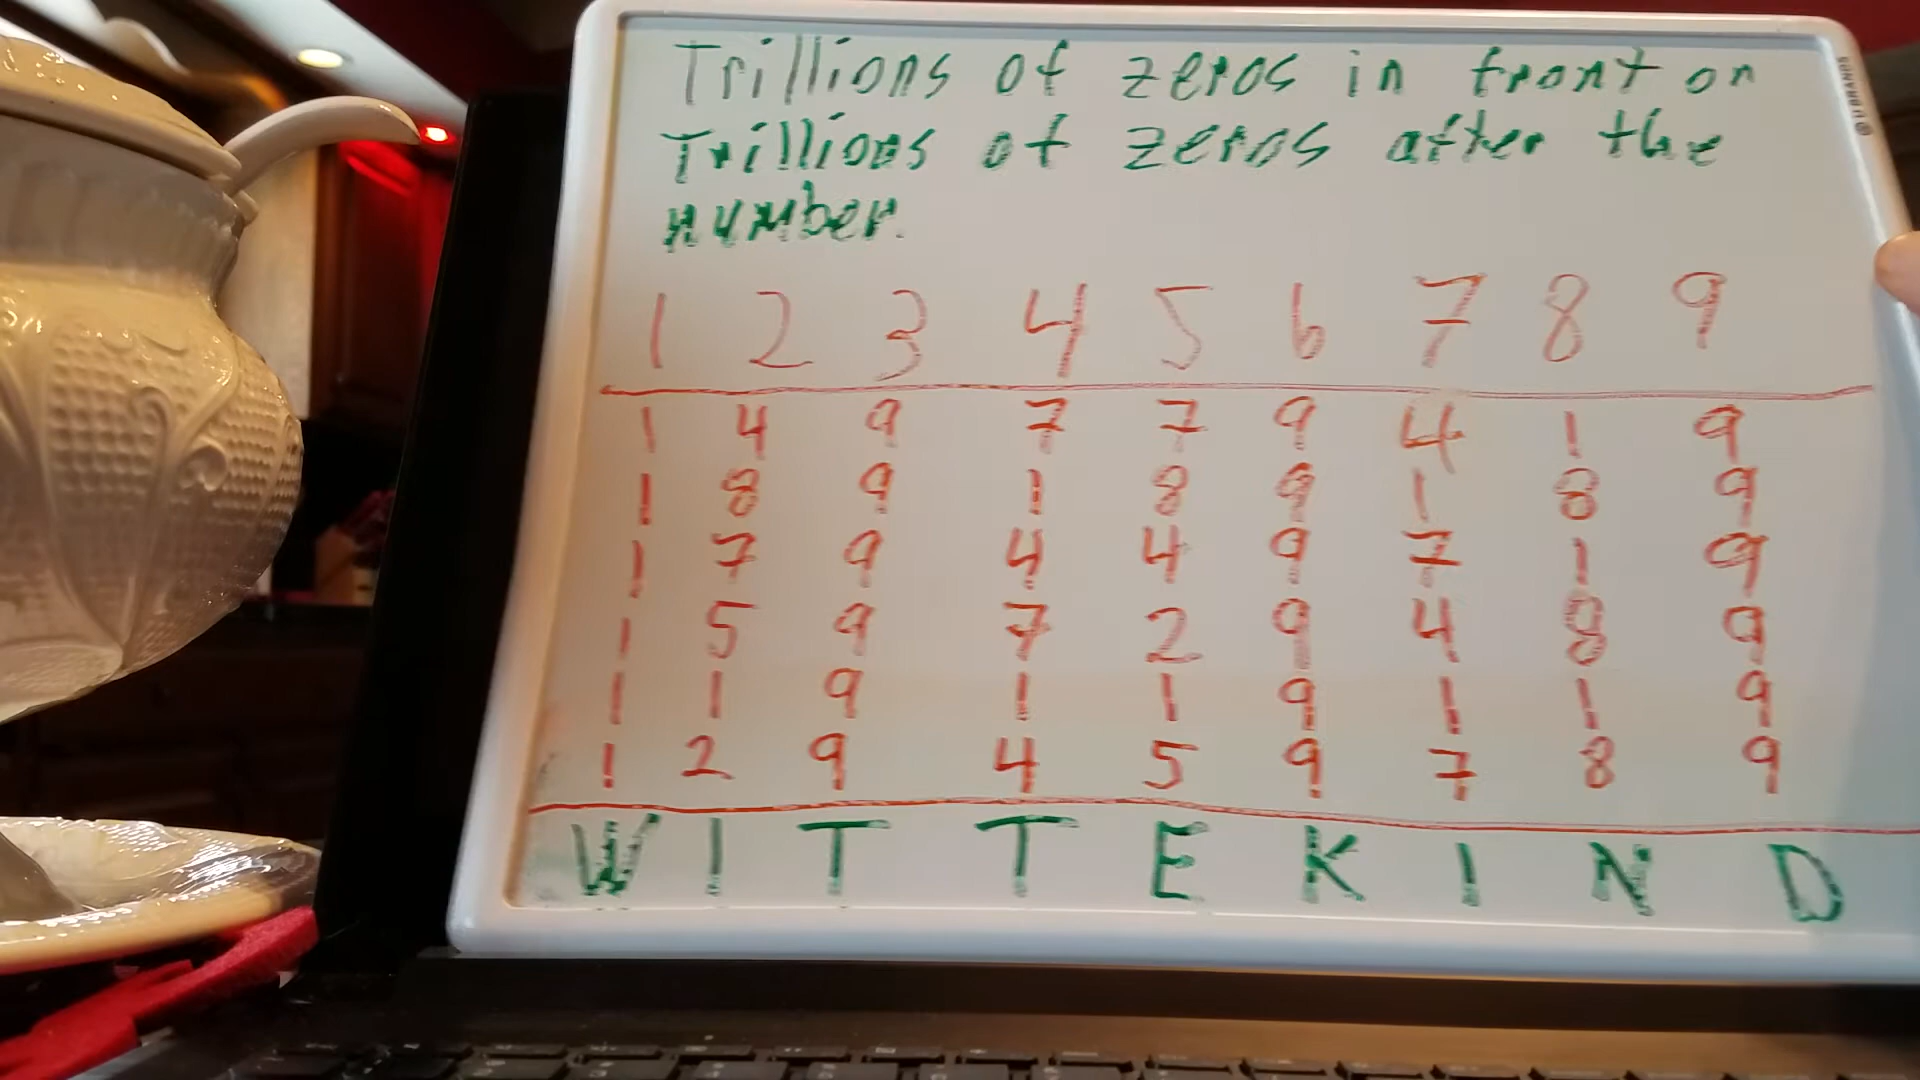 Trillions of zeros in front or
Trillions of zeros after the
number.
1 2 3 4 5 6 7 8 9
1 4 9 7 7 9 4 1 9
1 8 9 1 8 9 1 8 9
1 7 9 4 4 9 7 1 9
1 5 9 7 2 9 4 8 9
1 1 9 1 1 9 1 1 9
1 2 9 4 5 9 7 8 9
W I T T E K I N D